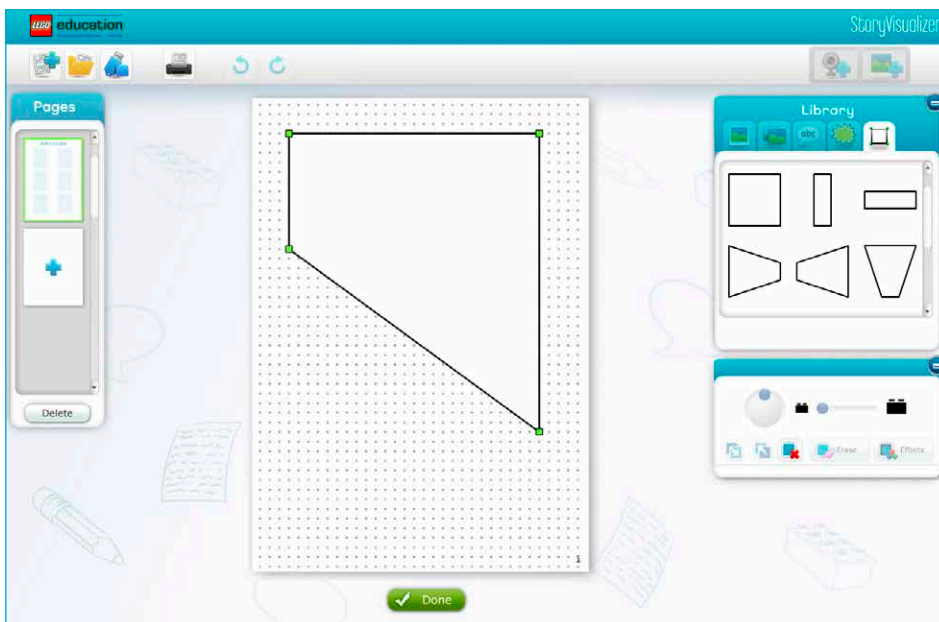 LEGO education
StoryVisualizer
Pages
Library
abc
Delete
Erase
Effects
1
Done